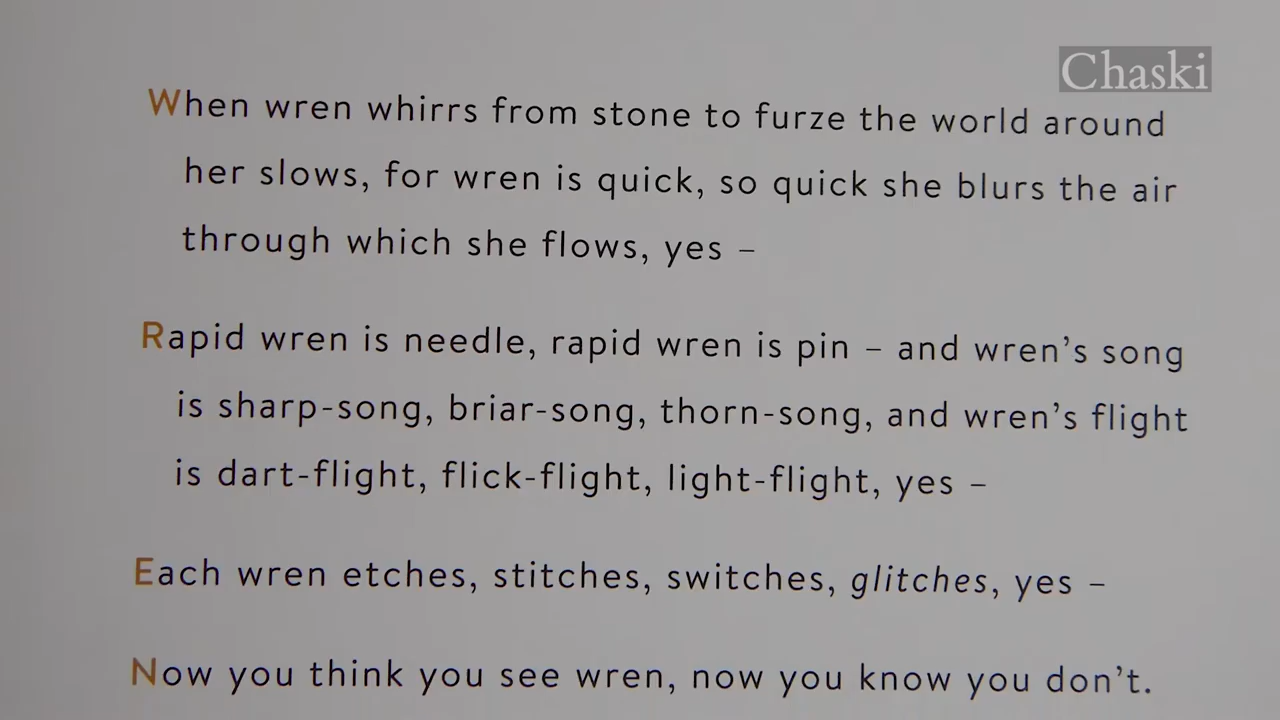 Chaski
When wren whirrs from stone to furze the world around
her slows, for wren is quick, so quick she blurs the air
through which she flows, yes –
Rapid wren is needle, rapid wren is pin – and wren’s song
is sharp-song, briar-song, thorn-song, and wren’s flight
is dart-flight, flick-flight, light-flight, yes –
Each wren etches, stitches, switches, glitches, yes –
Now you think you see wren, now you know you don’t.